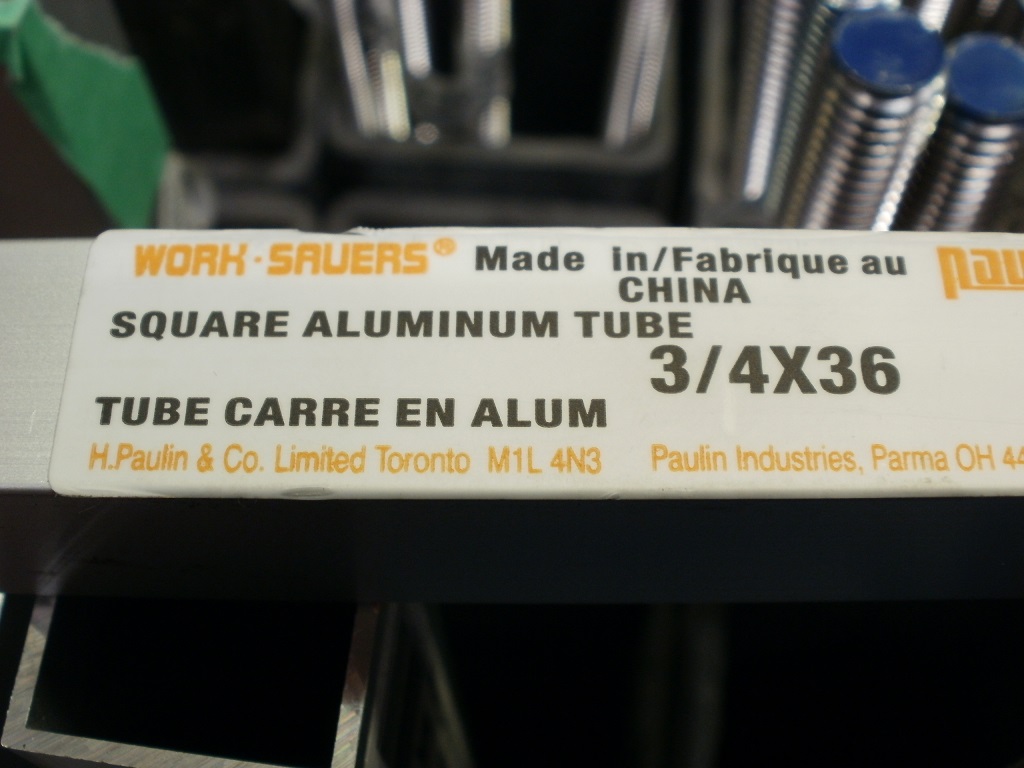 WORK·SAVERS® Made in/Fabrique au
CHINA
SQUARE ALUMINUM TUBE
3/4X36
TUBE CARRE EN ALUM
H.Paulin & Co. Limited Toronto M1L 4N3 Paulin Industries, Parma OH 44